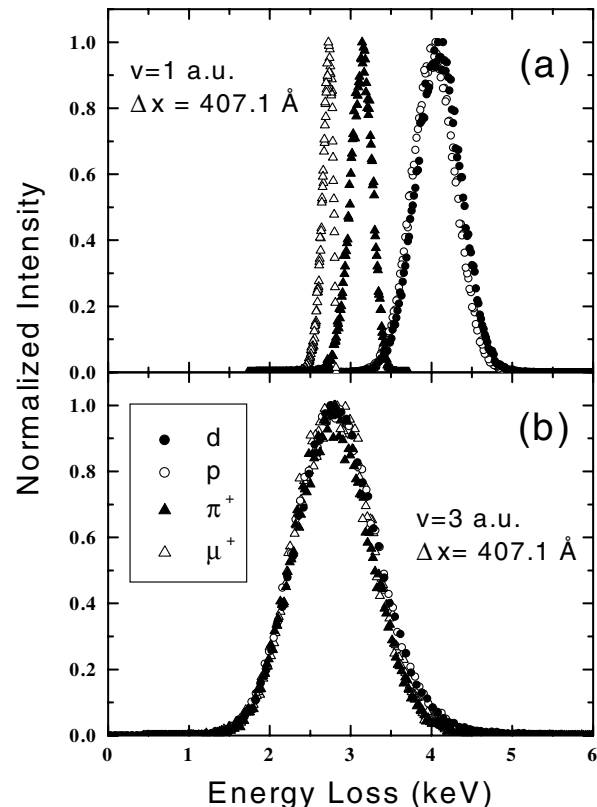 1.0
0.8
0.6
0.4
0.2
0.0
v=1 a.u.
Δx = 407.1 Å
(a)
Normalized Intensity
1.0
0.8
0.6
0.4
0.2
0.0
d
p
π+
μ+
(b)
v=3 a.u.
Δx= 407.1 Å
0 1 2 3 4 5 6
Energy Loss (keV)